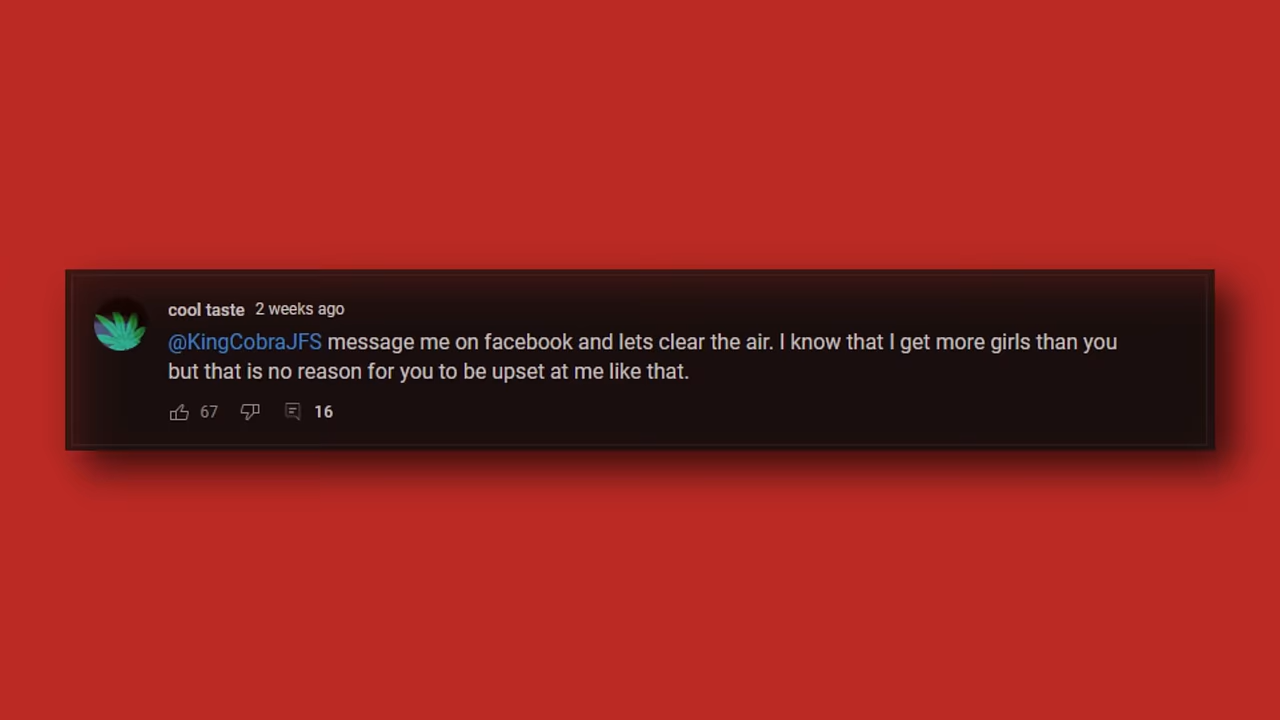 cool taste 2 weeks ago
@KingCobraJFS message me on facebook and lets clear the air. I know that I get more girls than you
but that is no reason for you to be upset at me like that.
67 16